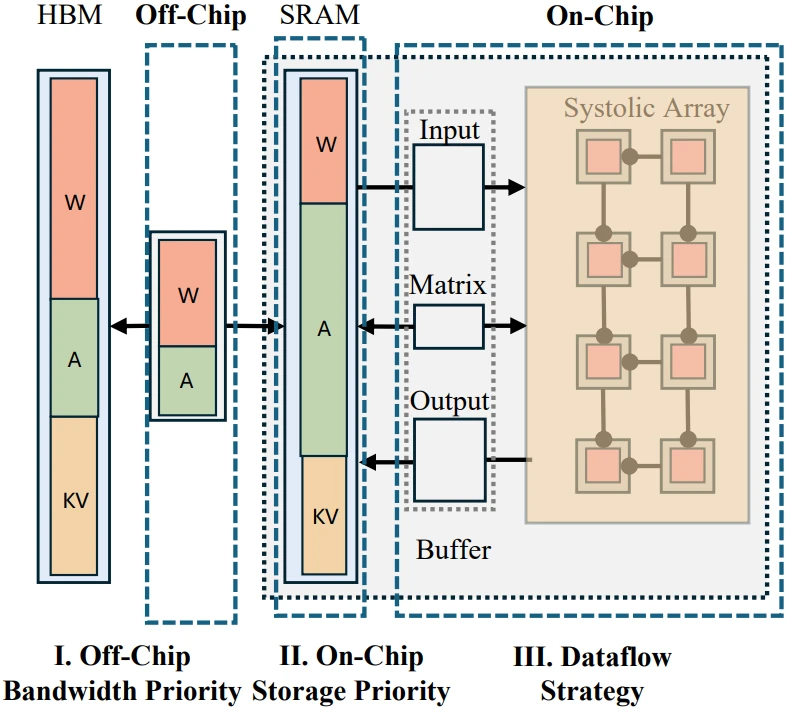 HBM
Off-Chip
SRAM
On-Chip
W
A
KV
W
A
W
A
KV
Input
Matrix
Output
Buffer
Systolic Array
I. Off-Chip
Bandwidth Priority
II. On-Chip
Storage Priority
III. Dataflow
Strategy